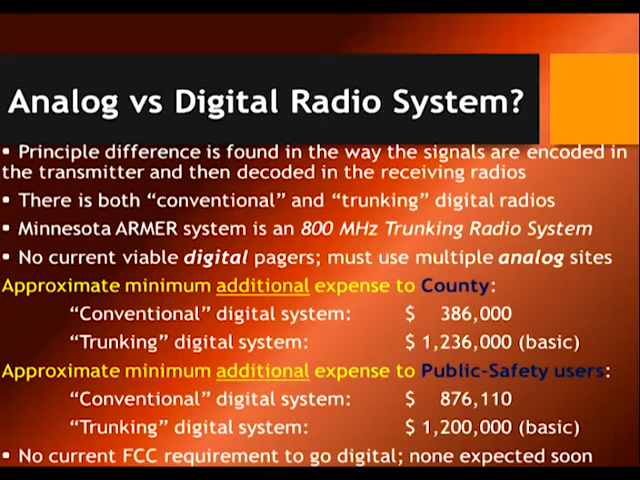 Analog vs Digital Radio System?
▪ Principle difference is found in the way the signals are encoded in
the transmitter and then decoded in the receiving radios
▪ There is both “conventional” and “trunking” digital radios
▪ Minnesota ARMER system is an 800 MHz Trunking Radio System
▪ No current viable digital pagers; must use multiple analog sites
Approximate minimum additional expense to County:
“Conventional” digital system: $ 386,000
“Trunking” digital system: $ 1,236,000 (basic)
Approximate minimum additional expense to Public-Safety users:
“Conventional” digital system: $ 876,110
“Trunking” digital system: $ 1,200,000 (basic)
▪ No current FCC requirement to go digital; none expected soon